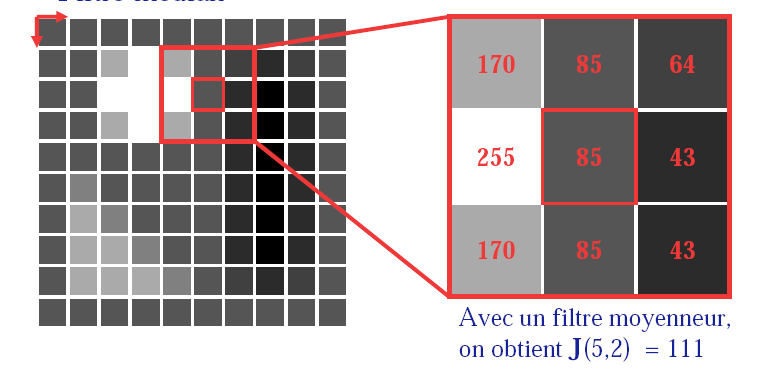 170 85 64
255 85 43
170 85 43
Avec un filtre moyenneur,
on obtient J(5,2) = 111